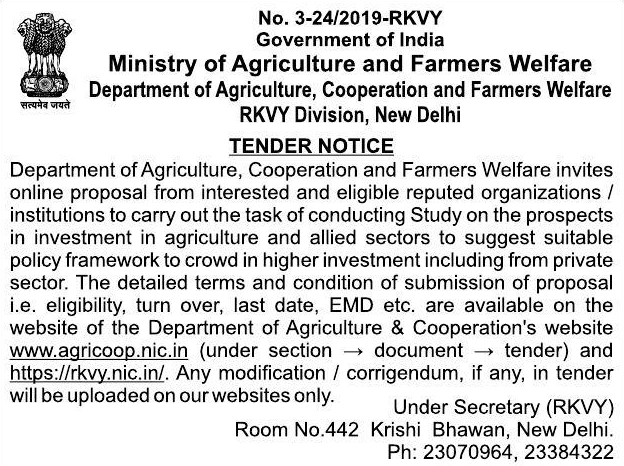 No. 3-24/2019-RKVY
Government of India
Ministry of Agriculture and Farmers Welfare
Department of Agriculture, Cooperation and Farmers Welfare
RKVY Division, New Delhi
सत्यमेव जयते
TENDER NOTICE
Department of Agriculture, Cooperation and Farmers Welfare invites
online proposal from interested and eligible reputed organizations /
institutions to carry out the task of conducting Study on the prospects
in investment in agriculture and allied sectors to suggest suitable
policy framework to crowd in higher investment including from private
sector. The detailed terms and condition of submission of proposal
i.e. eligibility, turn over, last date, EMD etc. are available on the
website of the Department of Agriculture & Cooperation's website
www.agricoop.nic.in (under section → document → tender) and
https://rkvy.nic.in/. Any modification / corrigendum, if any, in tender
will be uploaded on our websites only.
Under Secretary (RKVY)
Room No.442 Krishi Bhawan, New Delhi.
Ph: 23070964, 23384322